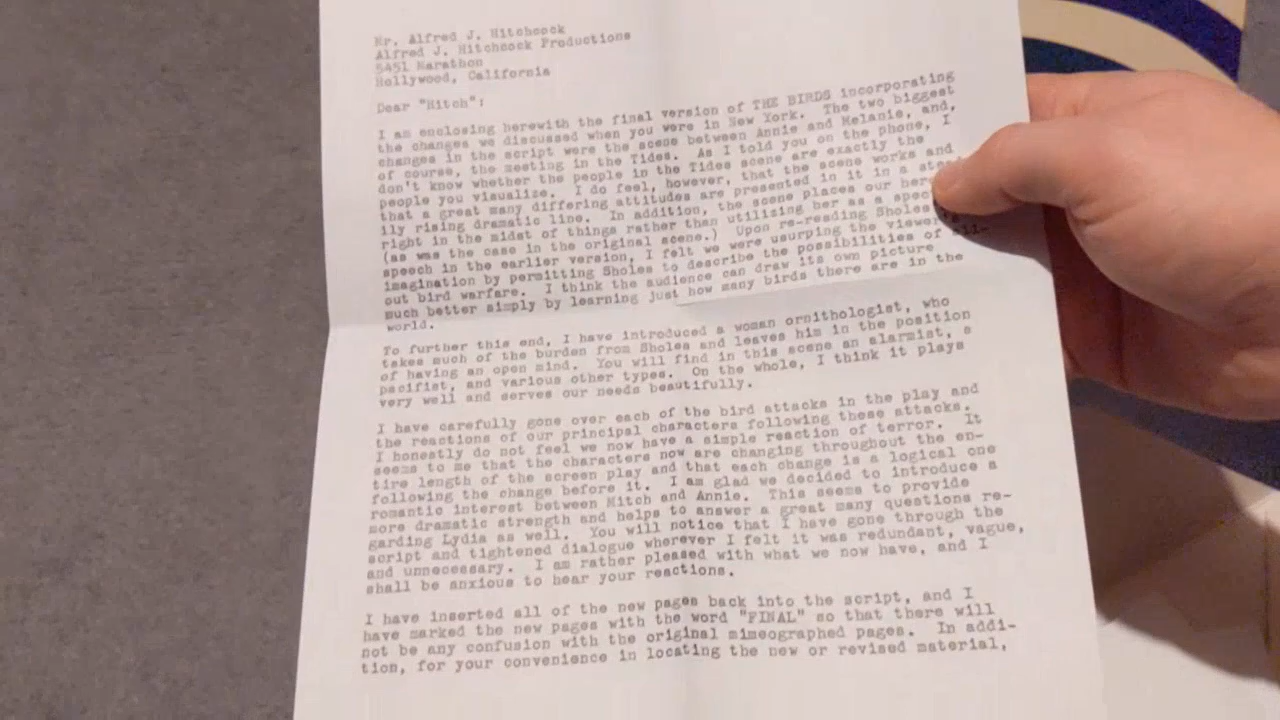 Mr. Alfred J. Hitchcock
Alfred J. Hitchcock Productions
5451 Marathon
Hollywood, California
Dear "Hitch":
I am enclosing herewith the final version of THE BIRDS incorporating
the changes we discussed when you were in New York. The two biggest
changes in the script were the scene between Annie and Melanie, and,
of course, the meeting in the Tides. As I told you on the phone, I
don't know whether the people in the Tides scene are exactly the
people you visualize. I do feel, however, that the scene works and
that a great many differing attitudes are presented in it in a
ily rising dramatic line. In addition, the scene places our
right in the midst of things rather than utilizing her as a
(as was the case in the original scene.) Upon re-reading Sholes
speech in the earlier version, I felt we were usurping the viewer
imagination by permitting Sholes to describe the possibilities of all-
out bird warfare. I think the audience can draw its own picture
much better simply by learning just how many birds there are in the
world.
To further this end, I have introduced a woman ornithologist, who
takes much of the burden from Sholes and leaves him in the position
of having an open mind. You will find in this scene an alarmist, a
pacifist, and various other types. On the whole, I think it plays
very well and serves our needs beautifully.
I have carefully gone over each of the bird attacks in the play and
the reactions of our principal characters following these attacks.
I honestly do not feel we now have a simple reaction of terror. It
seems to me that the characters now are changing throughout the en-
tire length of the screen play and that each change is a logical one
following the change before it. I am glad we decided to introduce a
romantic interest between Mitch and Annie. This seems to provide
more dramatic strength and helps to answer a great many questions re-
garding Lydia as well. You will notice that I have gone through the
script and tightened dialogue wherever I felt it was redundant, vague,
and unnecessary. I am rather pleased with what we now have, and I
shall be anxious to hear your reactions.
I have inserted all of the new pages back into the script, and I
have marked the new pages with the word "FINAL" so that there will
not be any confusion with the original mimeographed pages. In addi-
tion, for your convenience in locating the new or revised material,